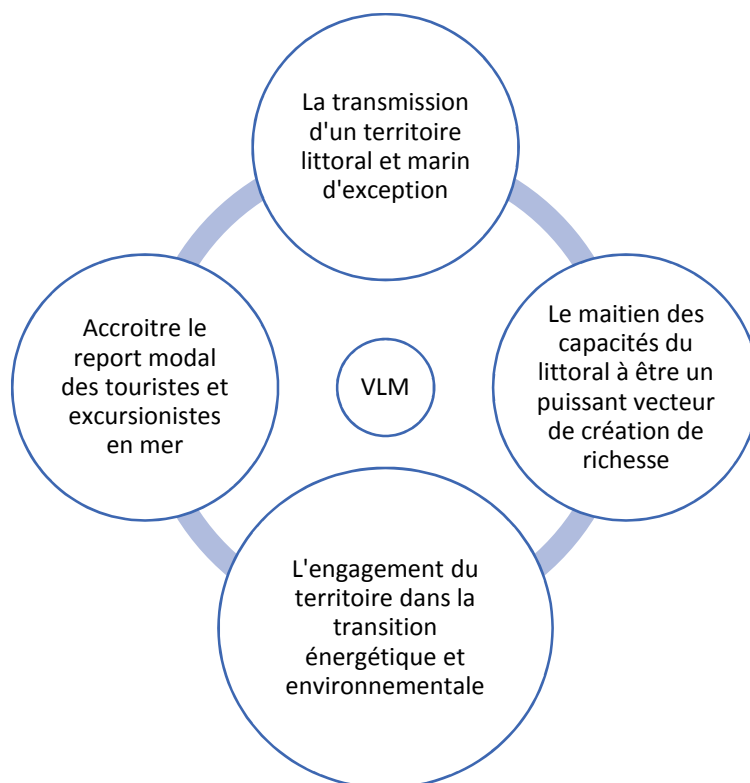 La transmission
d'un territoire
littoral et marin
d'exception
Accroitre le
report modal
des touristes et
excursionistes
en mer
VLM
Le maitien des
capacités du
littoral à être un
puissant vecteur
de création de
richesse
L'engagement du
territoire dans la
transition
énergétique et
environnementale